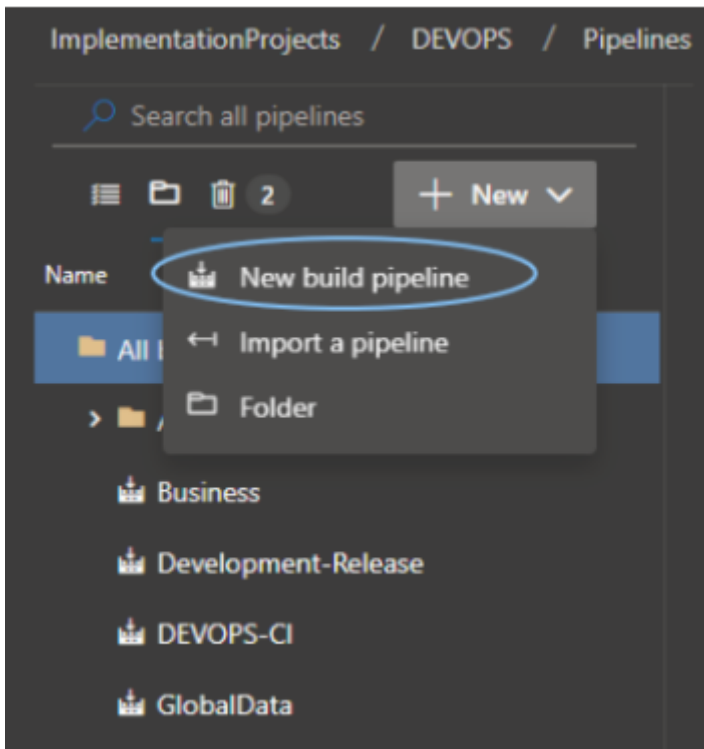 ImplementationProjects / DEVOPS / Pipelines
Search all pipelines
2
New
Name
New build pipeline
All
Import a pipeline
Folder
Business
Development-Release
DEVOPS-CI
GlobalData